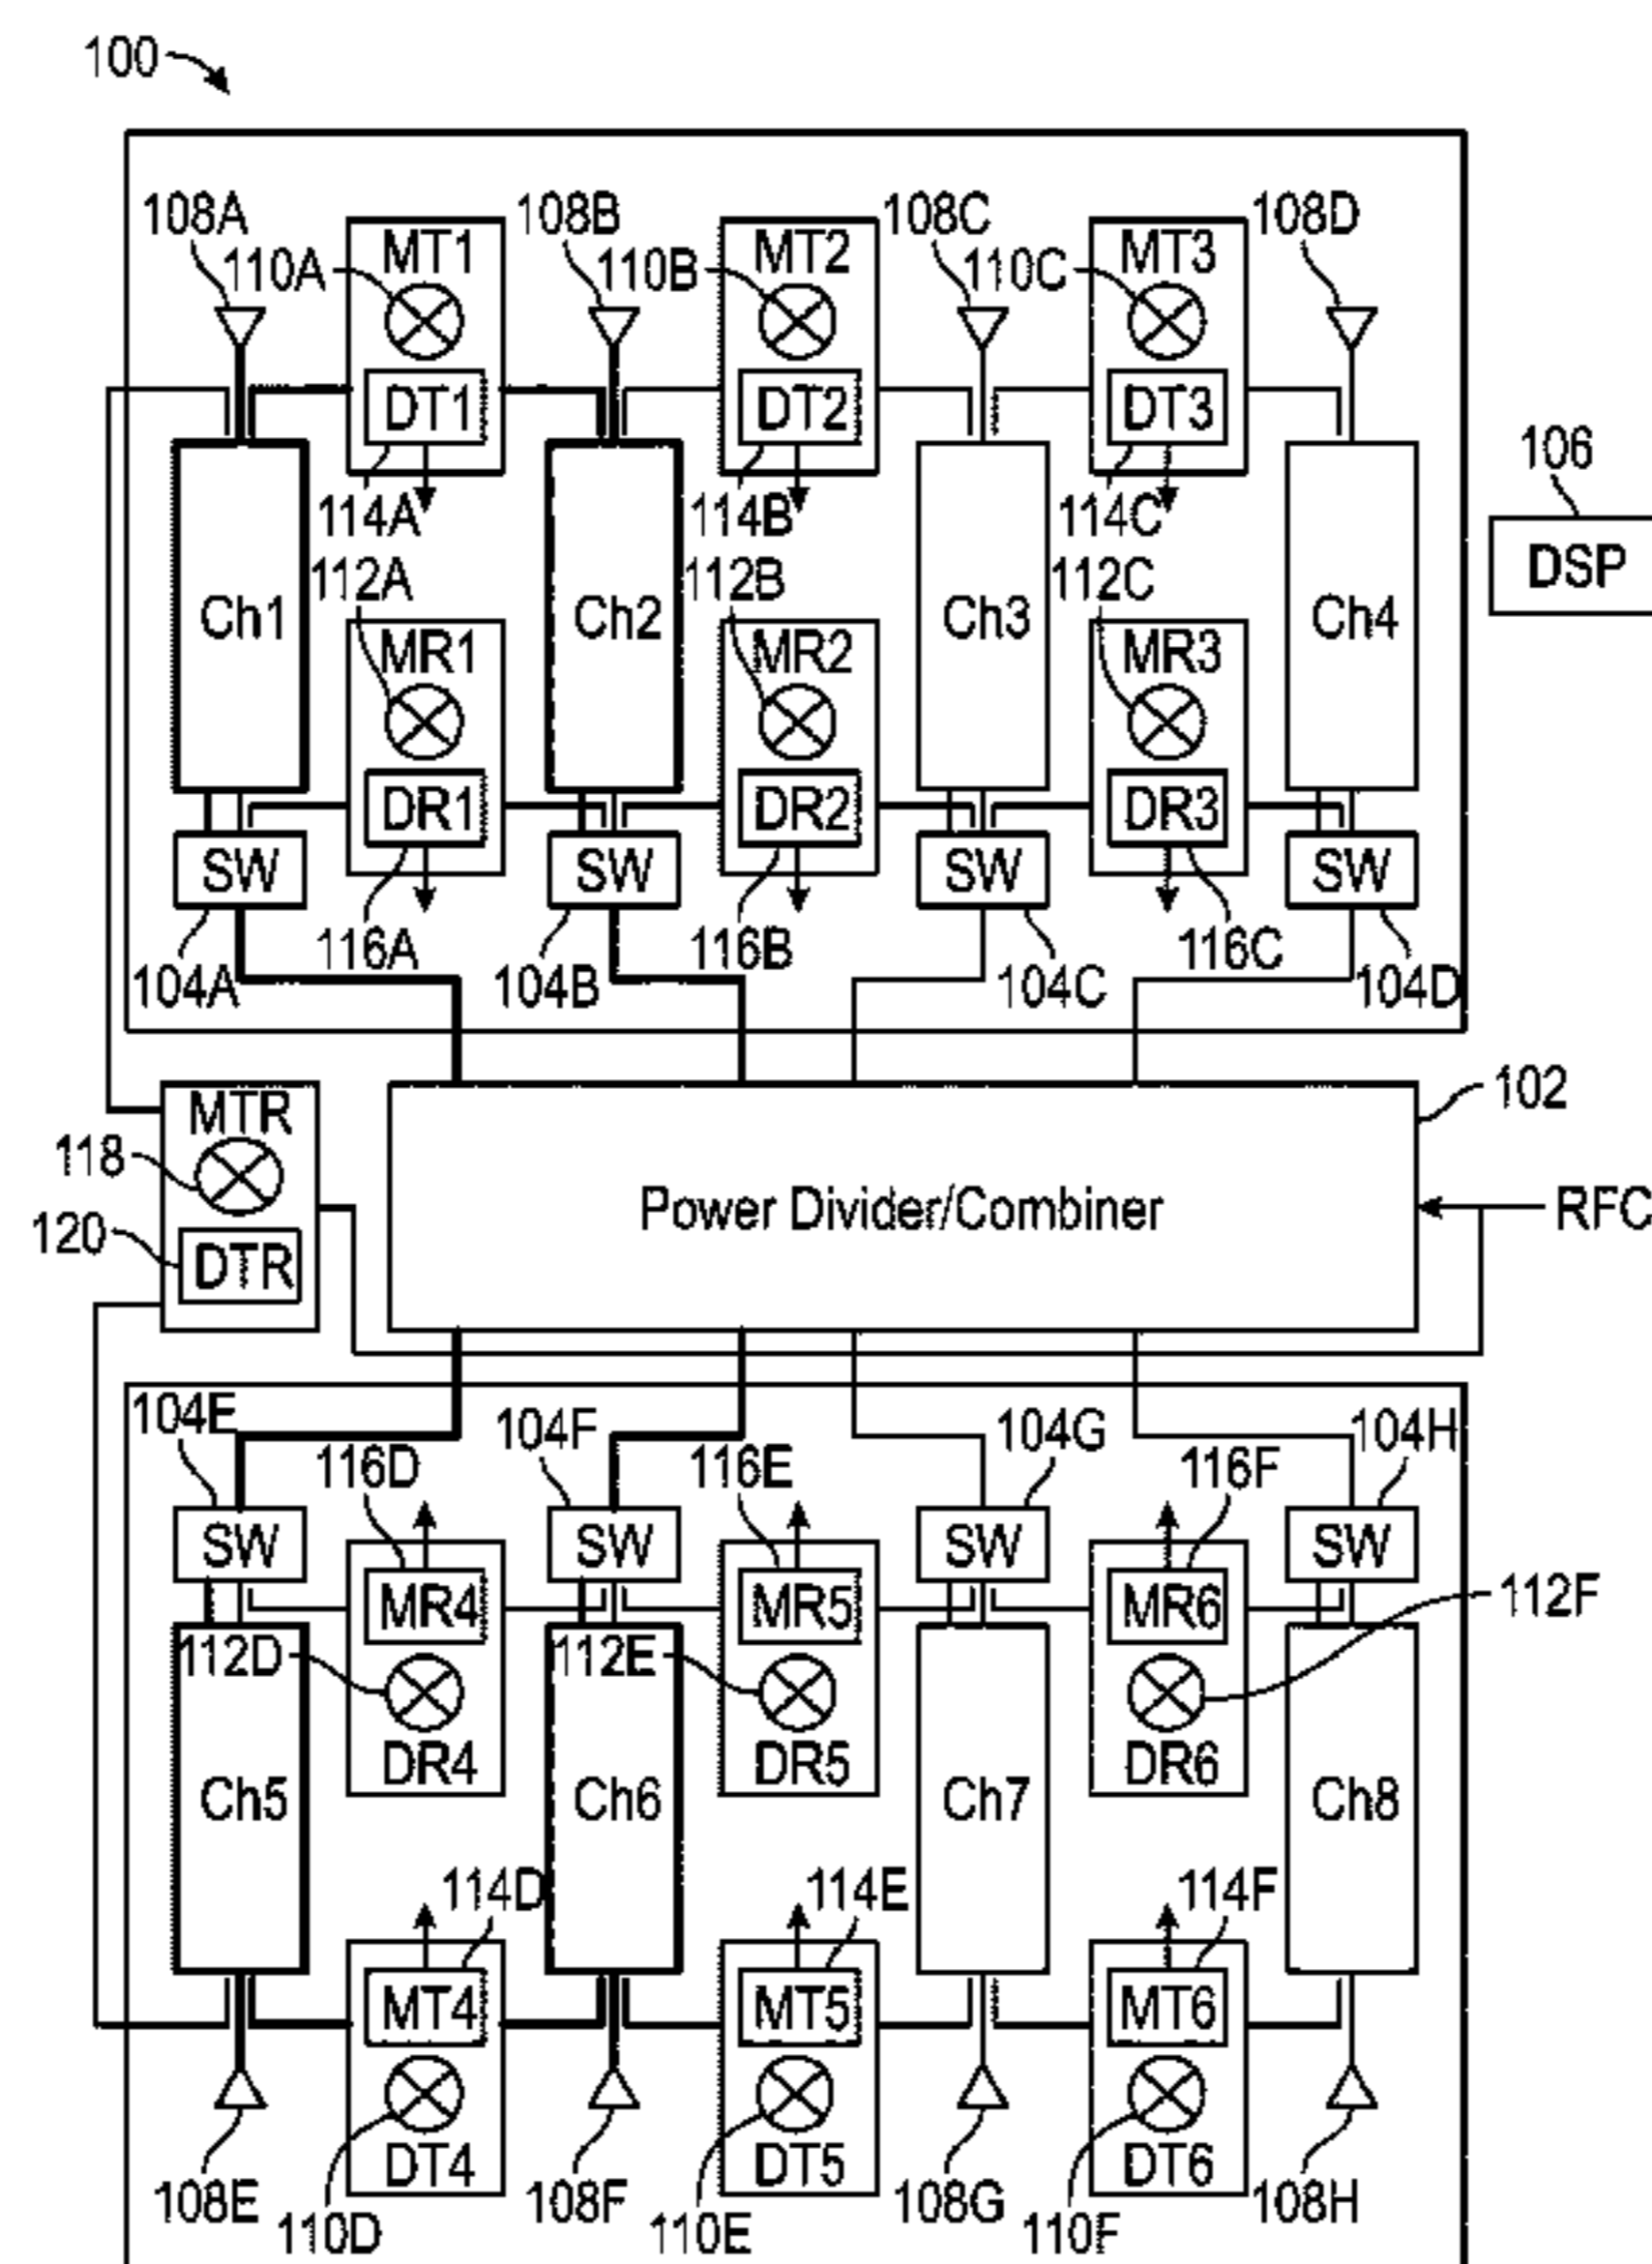 100
108A
108B
108C
108D
110A
MT1
110B
MT2
110C
MT3
DT1
DT2
DT3
106
DSP
114A
114B
114C
112A
112B
112C
Ch1
Ch2
Ch3
Ch4
MR1
MR2
MR3
DR1
DR2
DR3
SW
SW
SW
SW
104A
116A
104B
116B
104C
116C
104D
MTR
102
118
Power Divider/Combiner
RFC
120
DTR
104E
104F
104G
104H
116D
116E
116F
SW
SW
SW
SW
MR4
MR5
MR6
112F
112D
112E
DR4
DR5
DR6
Ch5
Ch6
Ch7
Ch8
114D
114E
114F
MT4
MT5
MT6
DT4
DT5
DT6
108E
108F
108G
108H
110D
110E
110F